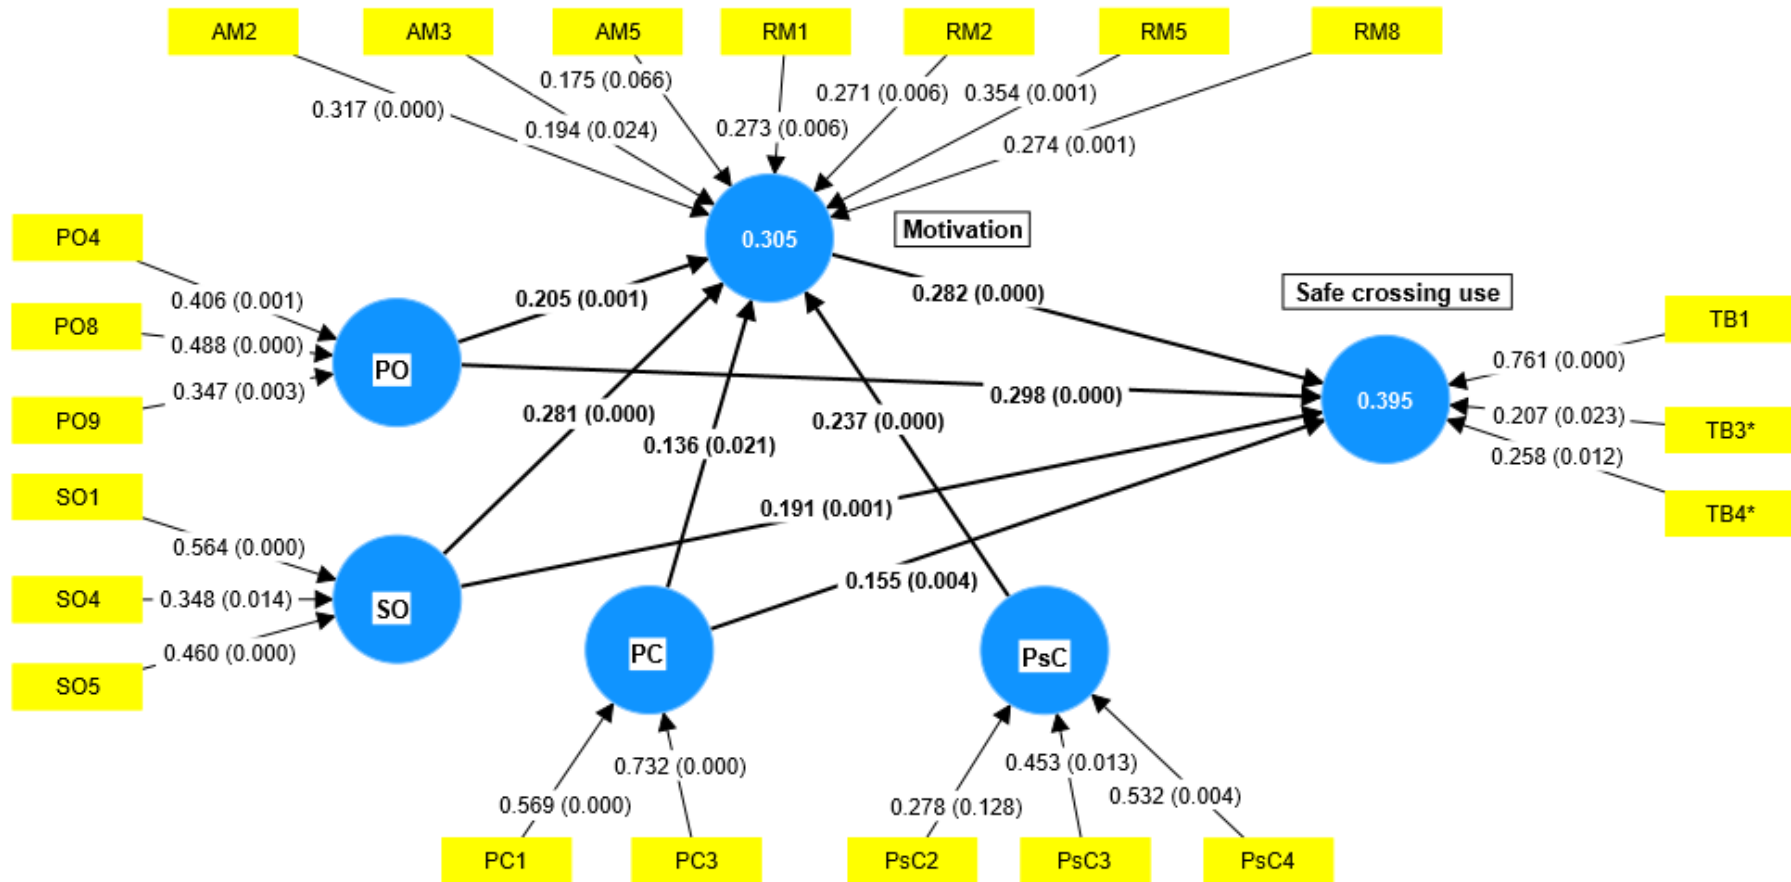 AM2
AM3
AM5
RM1
RM2
RM5
RM8
0.175 (0.066)
0.271 (0.006)
0.354 (0.001)
0.317 (0.000)
0.194 (0.024)
0.273 (0.006)
0.274 (0.001)
PO4
0.305
Motivation
0.406 (0.001)
0.205 (0.001)
0.282 (0.000)
Safe crossing use
PO8
0.488 (0.000)
PO
TB1
0.761 (0.000)
0.347 (0.003)
0.298 (0.000)
0.395
PO9
0.281 (0.000)
0.237 (0.000)
0.207 (0.023)
TB3*
0.136 (0.021)
0.258 (0.012)
SO1
0.191 (0.001)
TB4*
0.564 (0.000)
SO4
0.348 (0.014)
SO
0.155 (0.004)
0.460 (0.000)
PC
PsC
SO5
0.732 (0.000)
0.453 (0.013)
0.569 (0.000)
0.278 (0.128)
0.532 (0.004)
PC1
PC3
PsC2
PsC3
PsC4